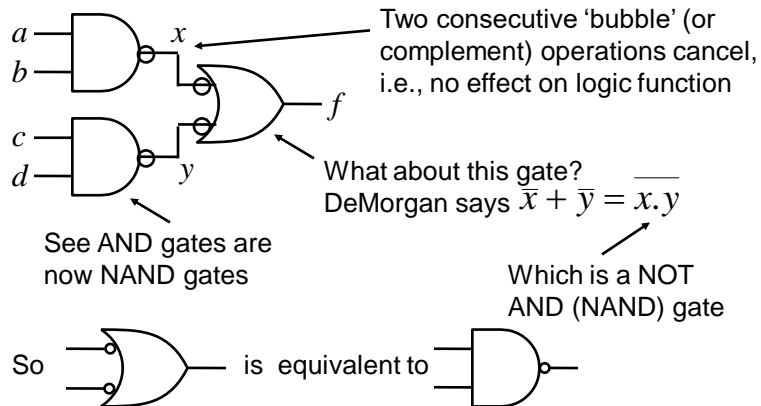 a
x
b
Two consecutive ‘bubble’ (or
complement) operations cancel,
i.e., no effect on logic function
f
c
d
y
What about this gate?
DeMorgan says x̅ + y̅ = \overline{x.y}
See AND gates are
now NAND gates
Which is a NOT
AND (NAND) gate
So is equivalent to